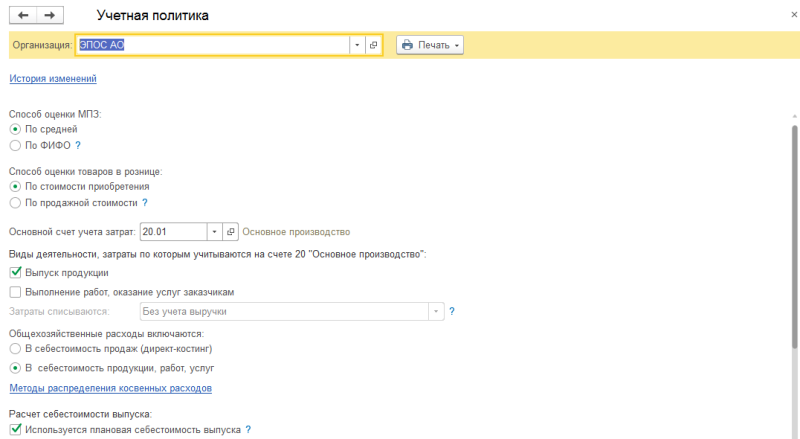 Учетная политика
Организация: ЭПОС АО Печать
История изменений
Способ оценки МПЗ:
По средней
По ФИФО ?
Способ оценки товаров в рознице:
По стоимости приобретения
По продажной стоимости ?
Основной счет учета затрат: 20.01 Основное производство
Виды деятельности, затраты по которым учитываются на счете 20 "Основное производство":
Выпуск продукции
Выполнение работ, оказание услуг заказчикам
Затраты списываются: Без учета выручки ?
Общехозяйственные расходы включаются:
В себестоимость продаж (директ-костинг)
В себестоимость продукции, работ, услуг
Методы распределения косвенных расходов
Расчет себестоимости выпуска:
Используется плановая себестоимость выпуска ?